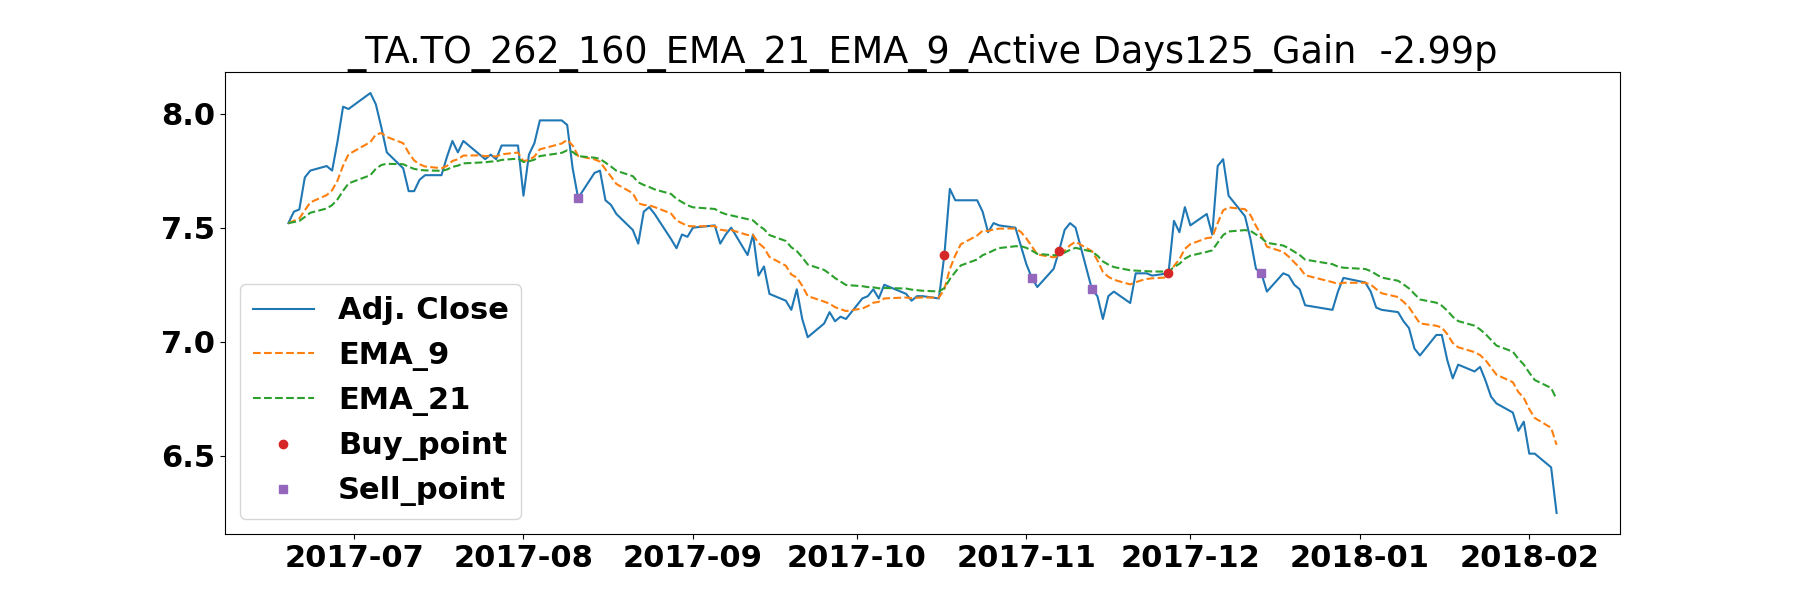 _TA.TO_262_160_EMA_21_EMA_9_Active Days125_Gain  -2.99p
8.0
7.5
7.0
6.5
Adj. Close
EMA_9
EMA_21
Buy_point
Sell_point
2017-07 2017-08 2017-09 2017-10 2017-11 2017-12 2018-01 2018-02